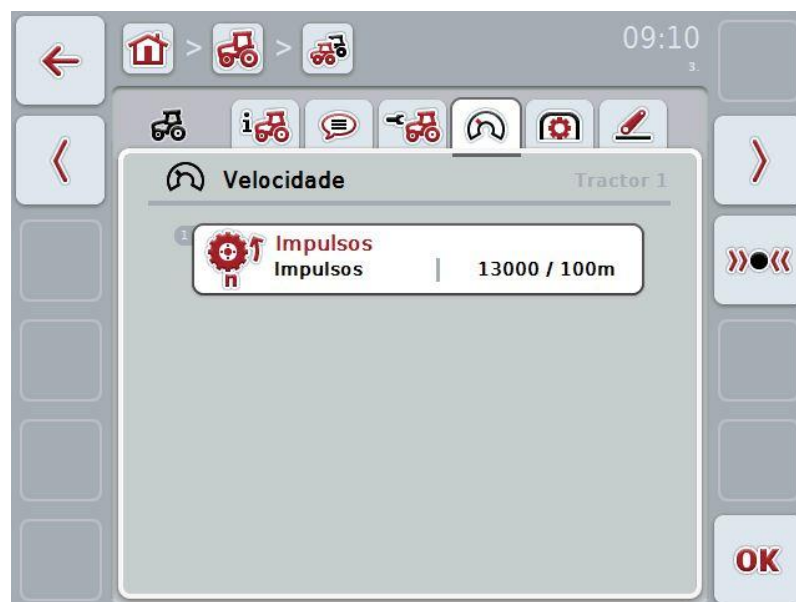 > >
09:10
3.
i
Velocidade
Tractor 1
1
Impulsos
n
Impulsos | 13000 / 100m
OK